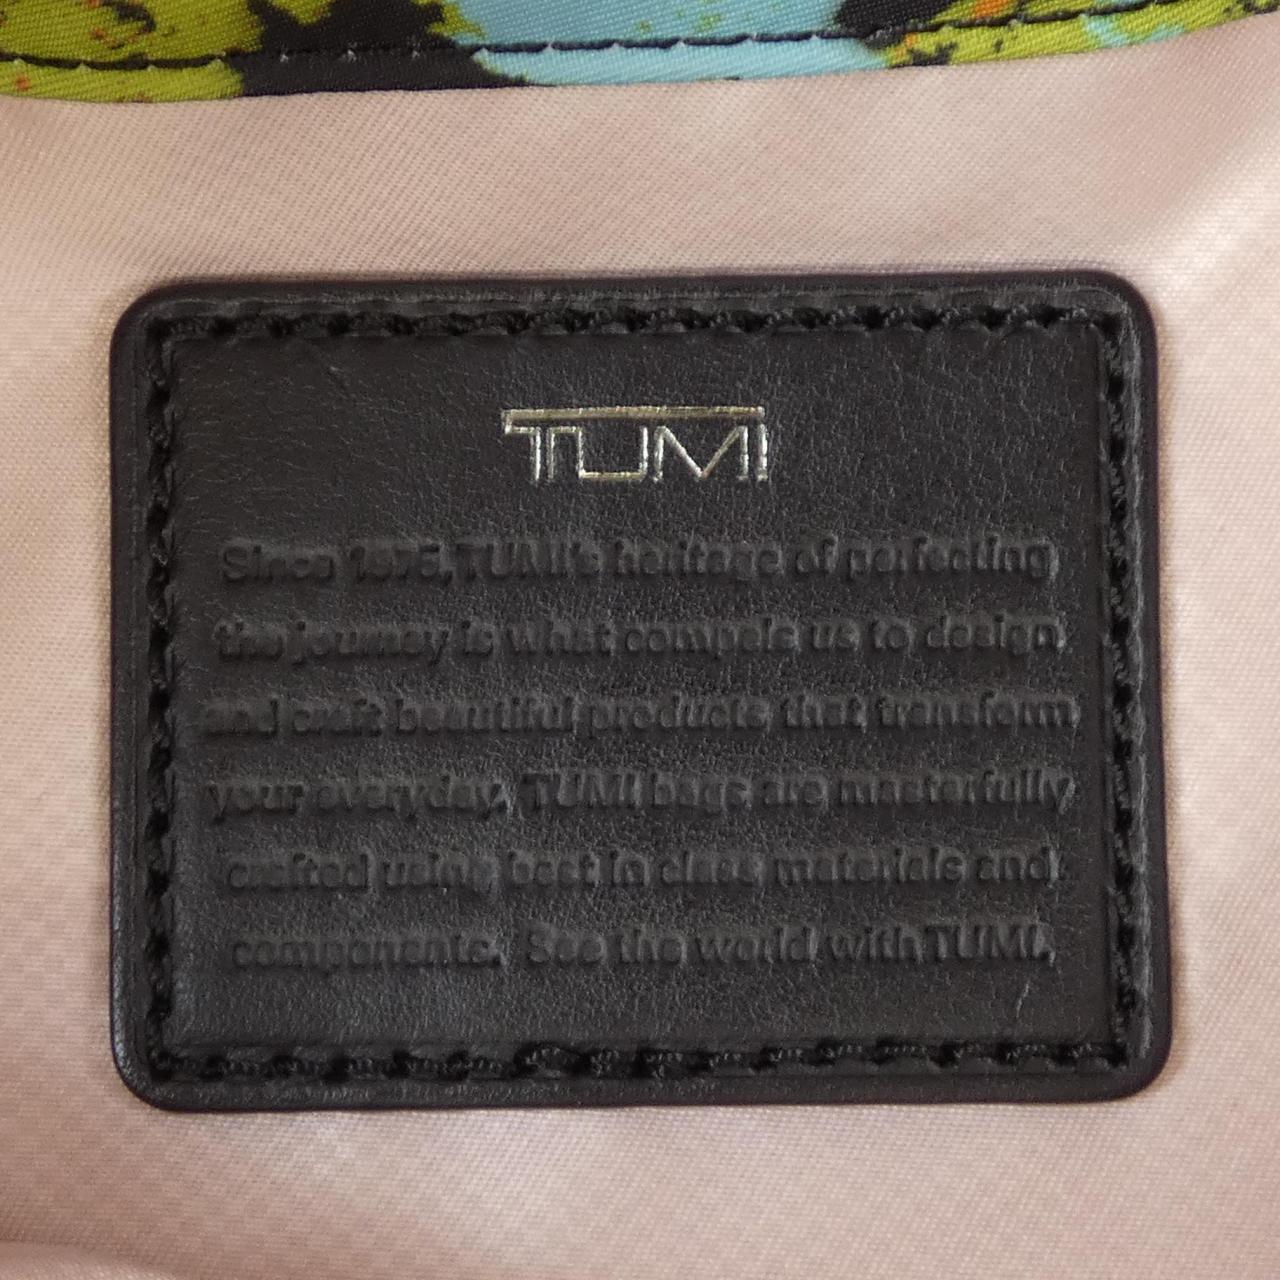 TUMI
Since 1975, TUMI's heritage of perfecting
the journey is what compels us to design
and craft beautiful products that transform
your everyday. TUMI bags are masterfully
crafted using best in class materials and
components. See the world with TUMI.